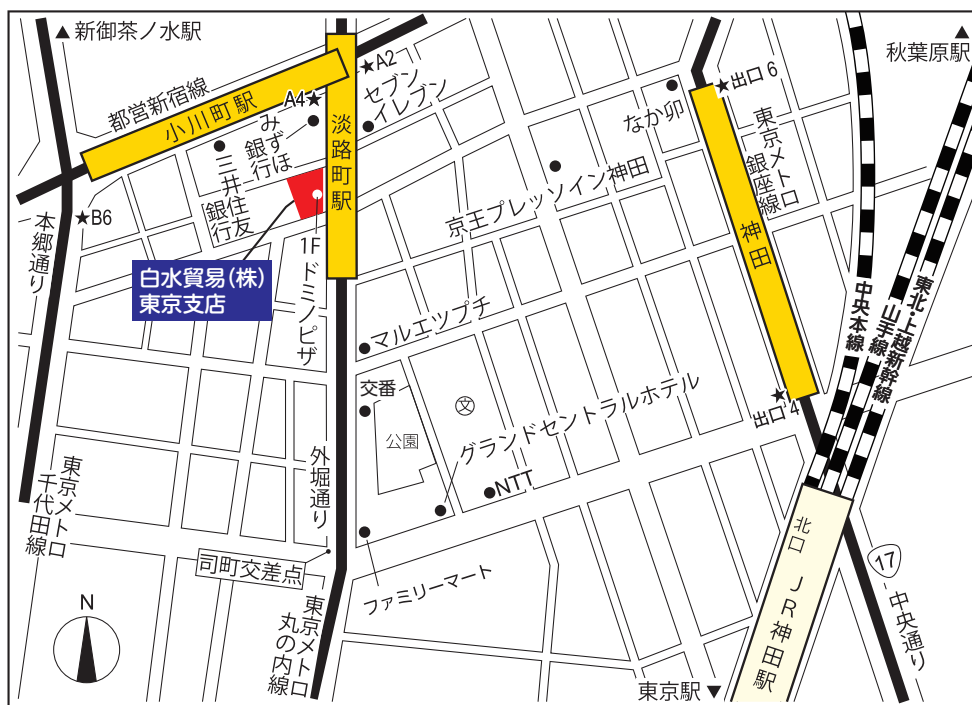 ▲新御茶ノ水駅
秋葉原駅▲
都営新宿線
小川町駅
★A2
セブン
イレブン
A4★
みずほ
銀行
三井住友
銀行
淡路町駅
★B6
本郷通り
白水貿易(株)
東京支店
1F ドミノピザ
★出口6
なか卯
東京メトロ
銀座線
京王プレッソイン神田
神田
マルエツプチ
中央本線
山手線
東北・上越新幹線
交番
公園
文
グランドセントラルホテル
★
出口4
NTT
外堀通り
東京メトロ
千代田線
司町交差点
ファミリーマート
東京メトロ
丸の内線
N
北口
JR神田駅
17
中央通り
東京駅▼